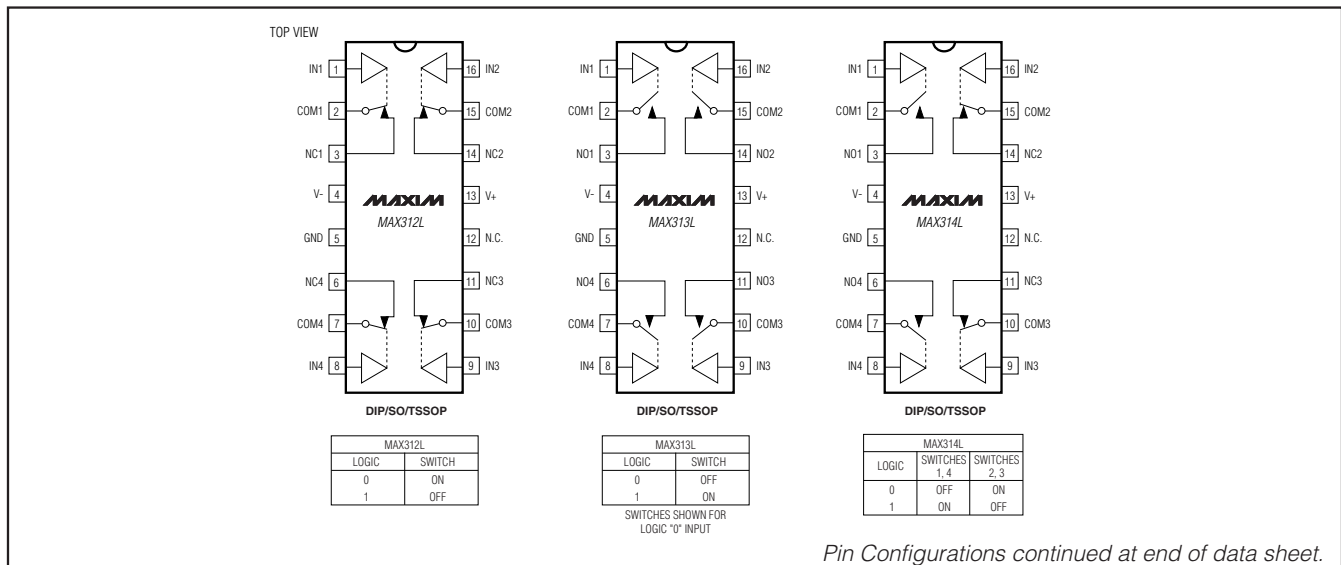 TOP VIEW
IN1 1 16 IN2
COM1 2 15 COM2
NC1 3 14 NC2
V- 4 13 V+
MAXIM
MAX312L
GND 5 12 N.C.
NC4 6 11 NC3
COM4 7 10 COM3
IN4 8 9 IN3
DIP/SO/TSSOP
MAX312L
LOGIC SWITCH
0 ON
1 OFF
IN1 1 16 IN2
COM1 2 15 COM2
NO1 3 14 NO2
V- 4 13 V+
MAXIM
MAX313L
GND 5 12 N.C.
NO4 6 11 NO3
COM4 7 10 COM3
IN4 8 9 IN3
DIP/SO/TSSOP
MAX313L
LOGIC SWITCH
0 OFF
1 ON
SWITCHES SHOWN FOR
LOGIC "0" INPUT
IN1 1 16 IN2
COM1 2 15 COM2
NO1 3 14 NC2
V- 4 13 V+
MAXIM
MAX314L
GND 5 12 N.C.
NO4 6 11 NC3
COM4 7 10 COM3
IN4 8 9 IN3
DIP/SO/TSSOP
MAX314L
LOGIC SWITCHES 1, 4 SWITCHES 2, 3
0 OFF ON
1 ON OFF
Pin Configurations continued at end of data sheet.